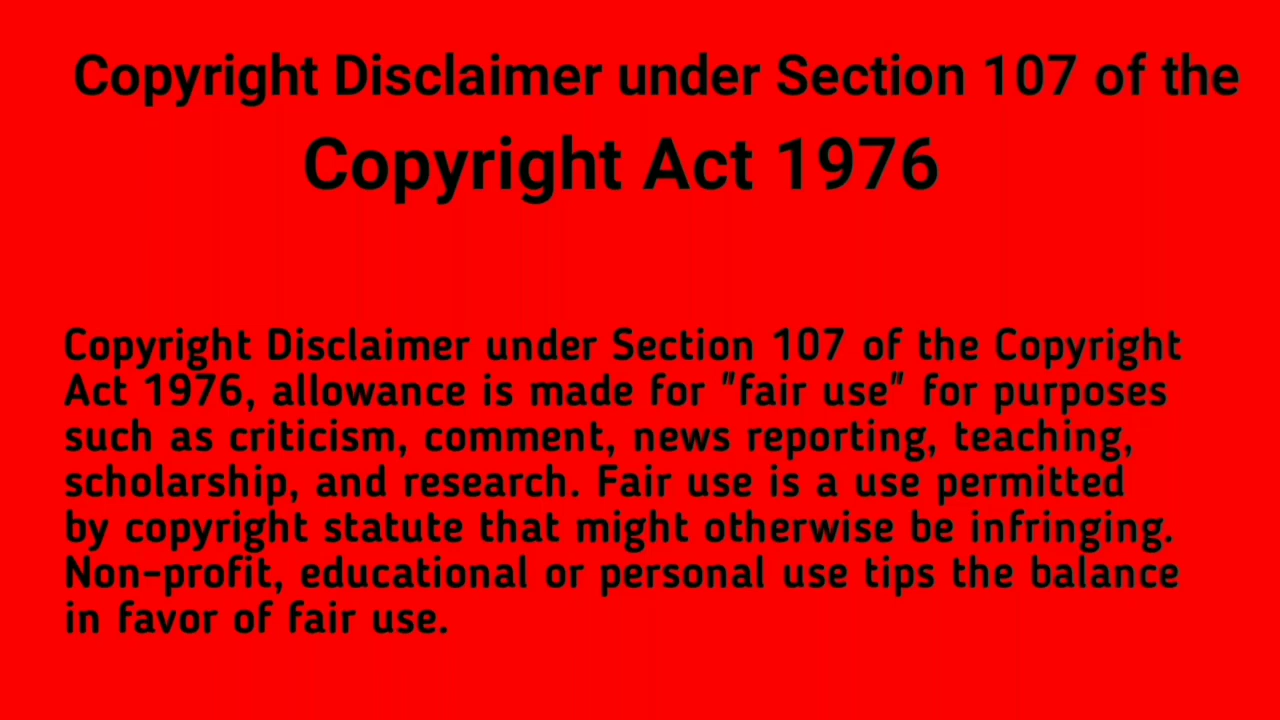 Copyright Disclaimer under Section 107 of the
Copyright Act 1976
Copyright Disclaimer under Section 107 of the Copyright
Act 1976, allowance is made for "fair use" for purposes
such as criticism, comment, news reporting, teaching,
scholarship, and research. Fair use is a use permitted
by copyright statute that might otherwise be infringing.
Non-profit, educational or personal use tips the balance
in favor of fair use.